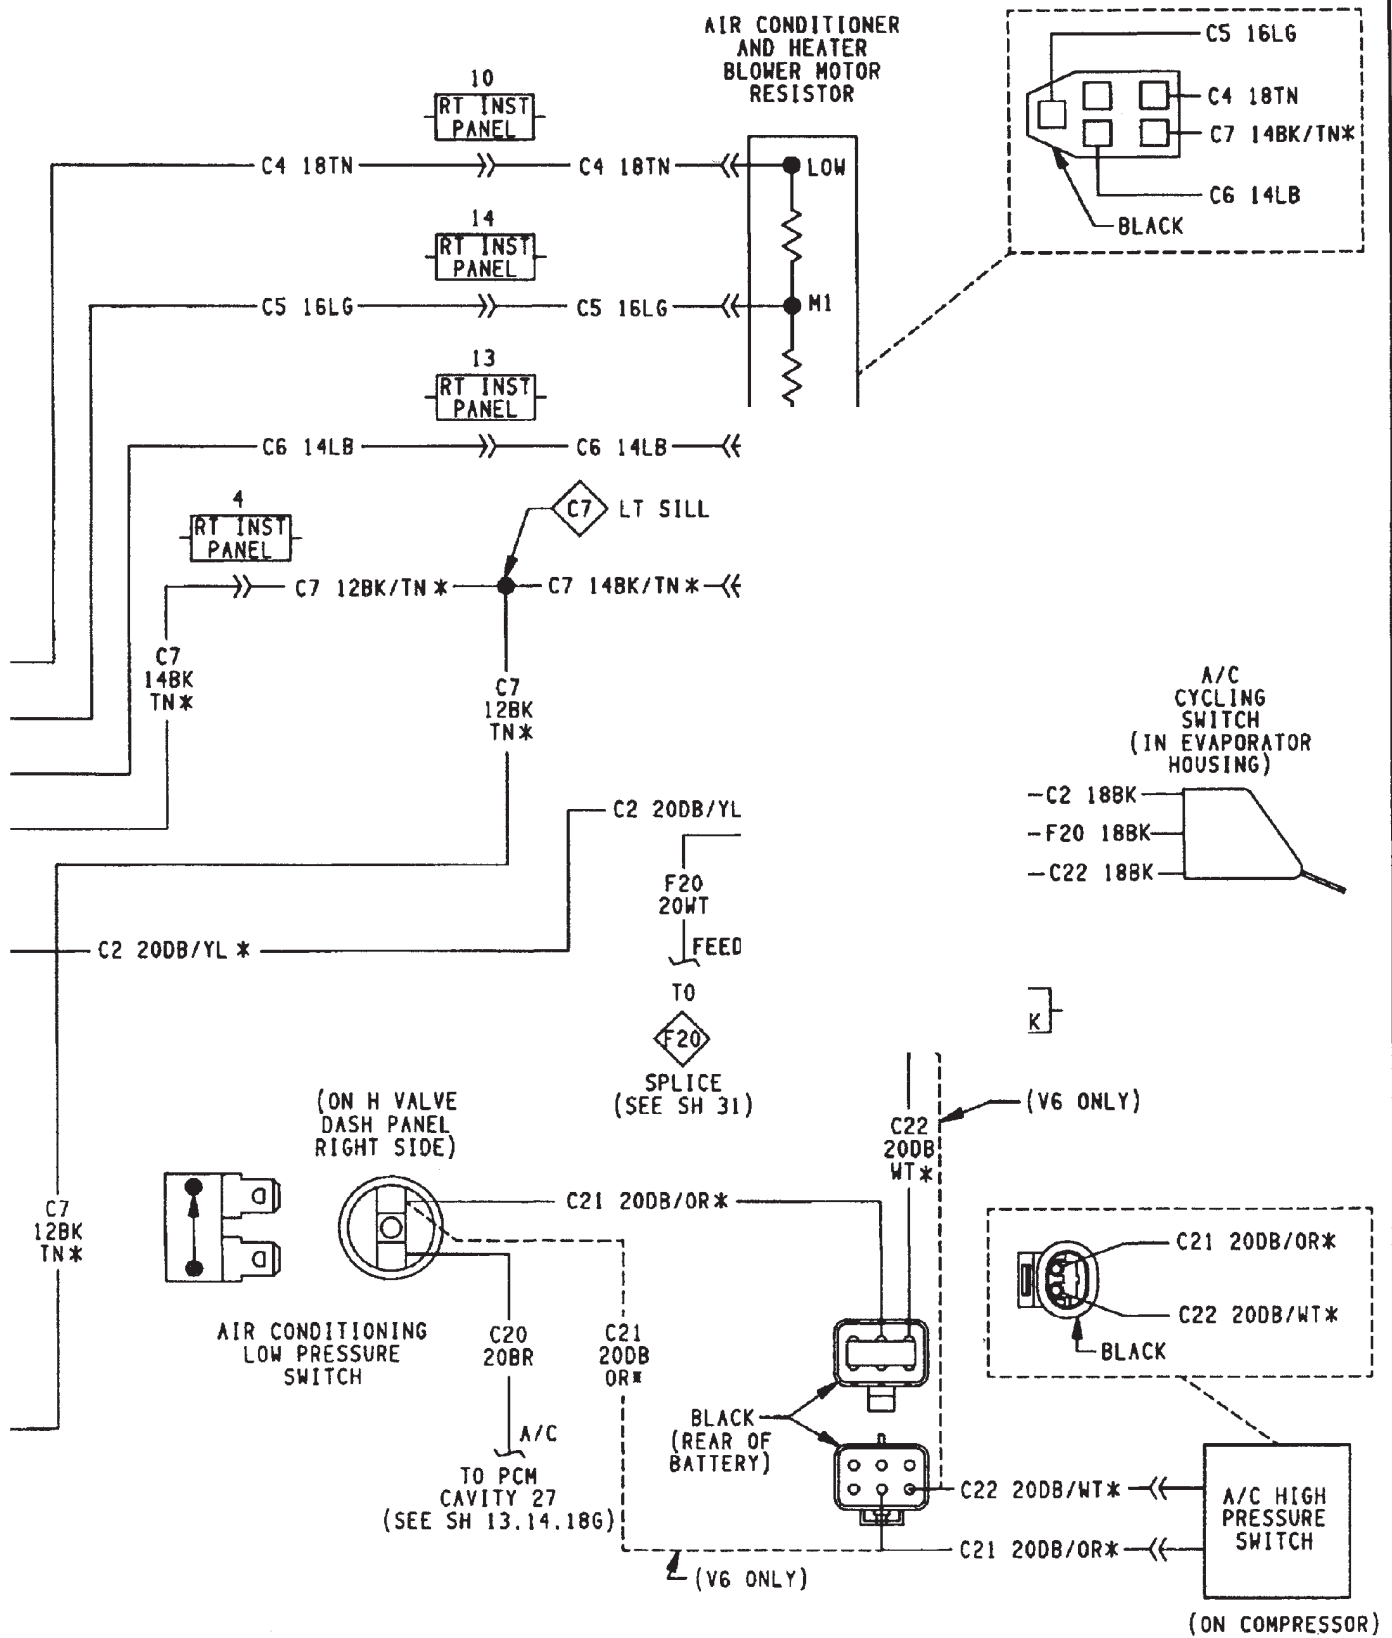 AIR CONDITIONER
AND HEATER
BLOWER MOTOR
RESISTOR
C5 16LG
C4 18TN
C7 14BK/TN*
C6 14LB
BLACK
10
RT INST
PANEL
C4 18TN
C4 18TN
LOW
14
RT INST
PANEL
C5 16LG
C5 16LG
M1
13
RT INST
PANEL
C6 14LB
C6 14LB
C7
LT SILL
4
RT INST
PANEL
C7 12BK/TN*
C7 14BK/TN*
C7
14BK
TN*
C7
12BK
TN*
A/C
CYCLING
SWITCH
(IN EVAPORATOR
HOUSING)
C2 18BK
F20 18BK
C22 18BK
C2 20DB/YL
F20
20WT
FEED
C2 20DB/YL*
TO
F20
SPLICE
(SEE SH 31)
K
(V6 ONLY)
C22
20DB
WT*
(ON H VALVE
DASH PANEL
RIGHT SIDE)
C21 20DB/OR*
C7
12BK
TN*
C21 20DB/OR*
C22 20DB/WT*
BLACK
AIR CONDITIONING
LOW PRESSURE
SWITCH
C20
20BR
C21
20DB
OR*
A/C
TO PCM
CAVITY 27
(SEE SH 13,14,18G)
BLACK
(REAR OF
BATTERY)
C22 20DB/WT*
C21 20DB/OR*
A/C HIGH
PRESSURE
SWITCH
(V6 ONLY)
(ON COMPRESSOR)